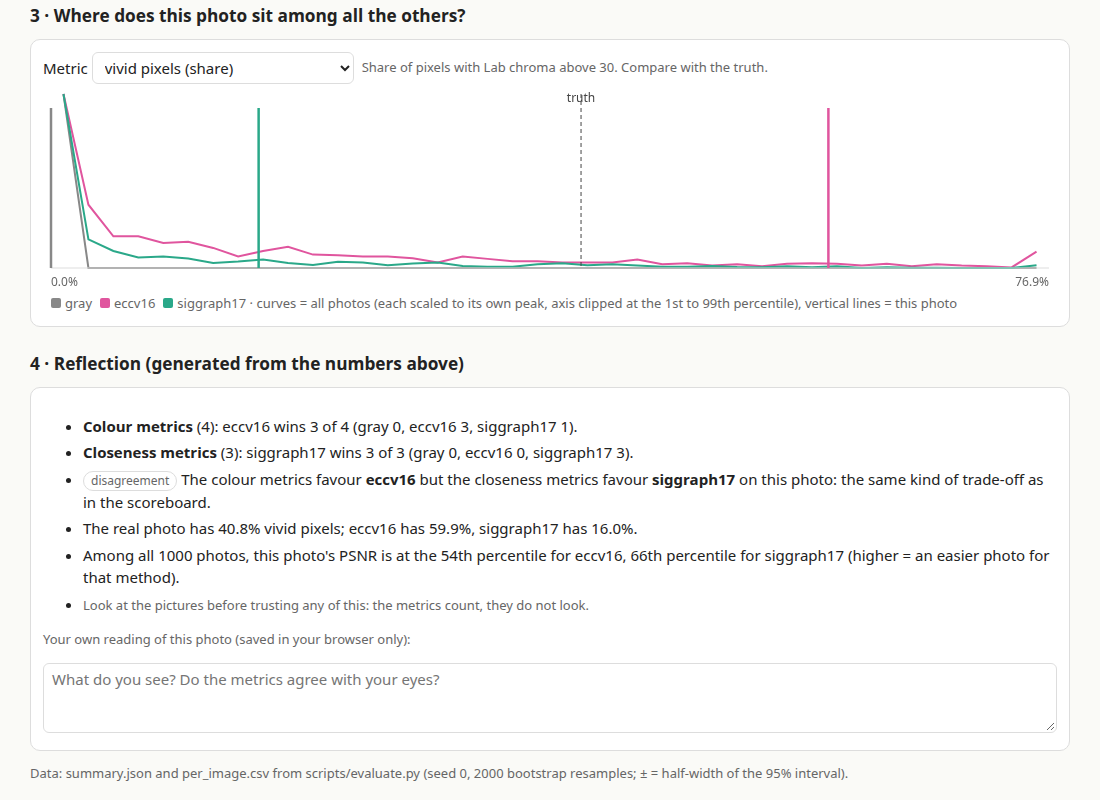 3 · Where does this photo sit among all the others?
Metric vivid pixels (share) Share of pixels with Lab chroma above 30. Compare with the truth.
truth
0.0% 76.9%
gray eccv16 siggraph17 · curves = all photos (each scaled to its own peak, axis clipped at the 1st to 99th percentile), vertical lines = this photo
4 · Reflection (generated from the numbers above)
• Colour metrics (4): eccv16 wins 3 of 4 (gray 0, eccv16 3, siggraph17 1).
• Closeness metrics (3): siggraph17 wins 3 of 3 (gray 0, eccv16 0, siggraph17 3).
• disagreement The colour metrics favour eccv16 but the closeness metrics favour siggraph17 on this photo: the same kind of trade-off as
in the scoreboard.
• The real photo has 40.8% vivid pixels; eccv16 has 59.9%, siggraph17 has 16.0%.
• Among all 1000 photos, this photo's PSNR is at the 54th percentile for eccv16, 66th percentile for siggraph17 (higher = an easier photo for
that method).
• Look at the pictures before trusting any of this: the metrics count, they do not look.
Your own reading of this photo (saved in your browser only):
What do you see? Do the metrics agree with your eyes?
Data: summary.json and per_image.csv from scripts/evaluate.py (seed 0, 2000 bootstrap resamples; ± = half-width of the 95% interval).